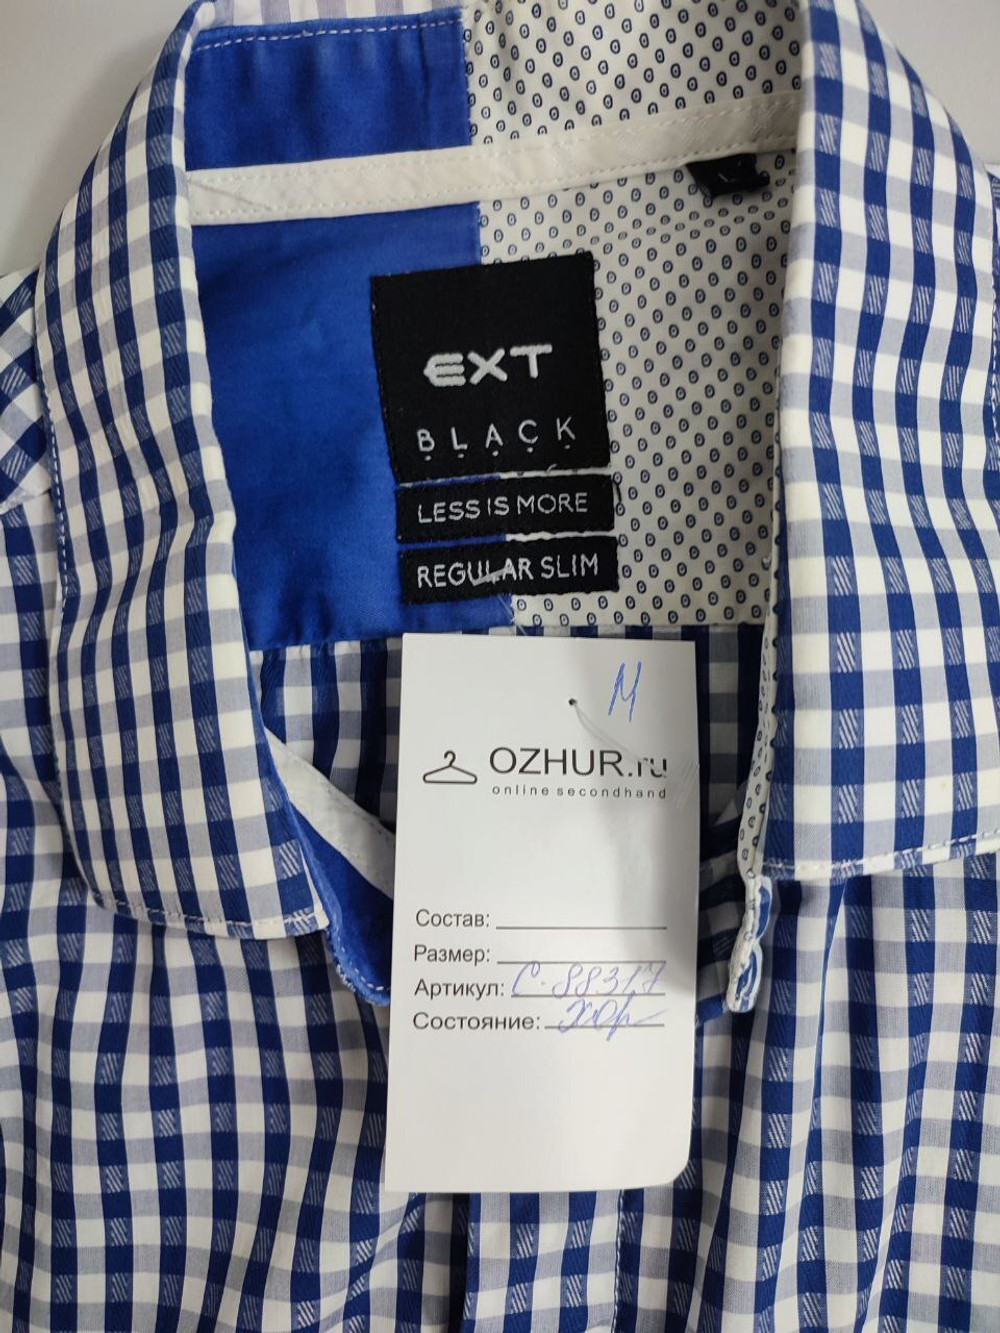 EXT
BLACK
LESS IS MORE
REGULAR SLIM
M
OZHUR.ru
online secondhand
Состав:
Размер:
Артикул: С-88317
Состояние: хор